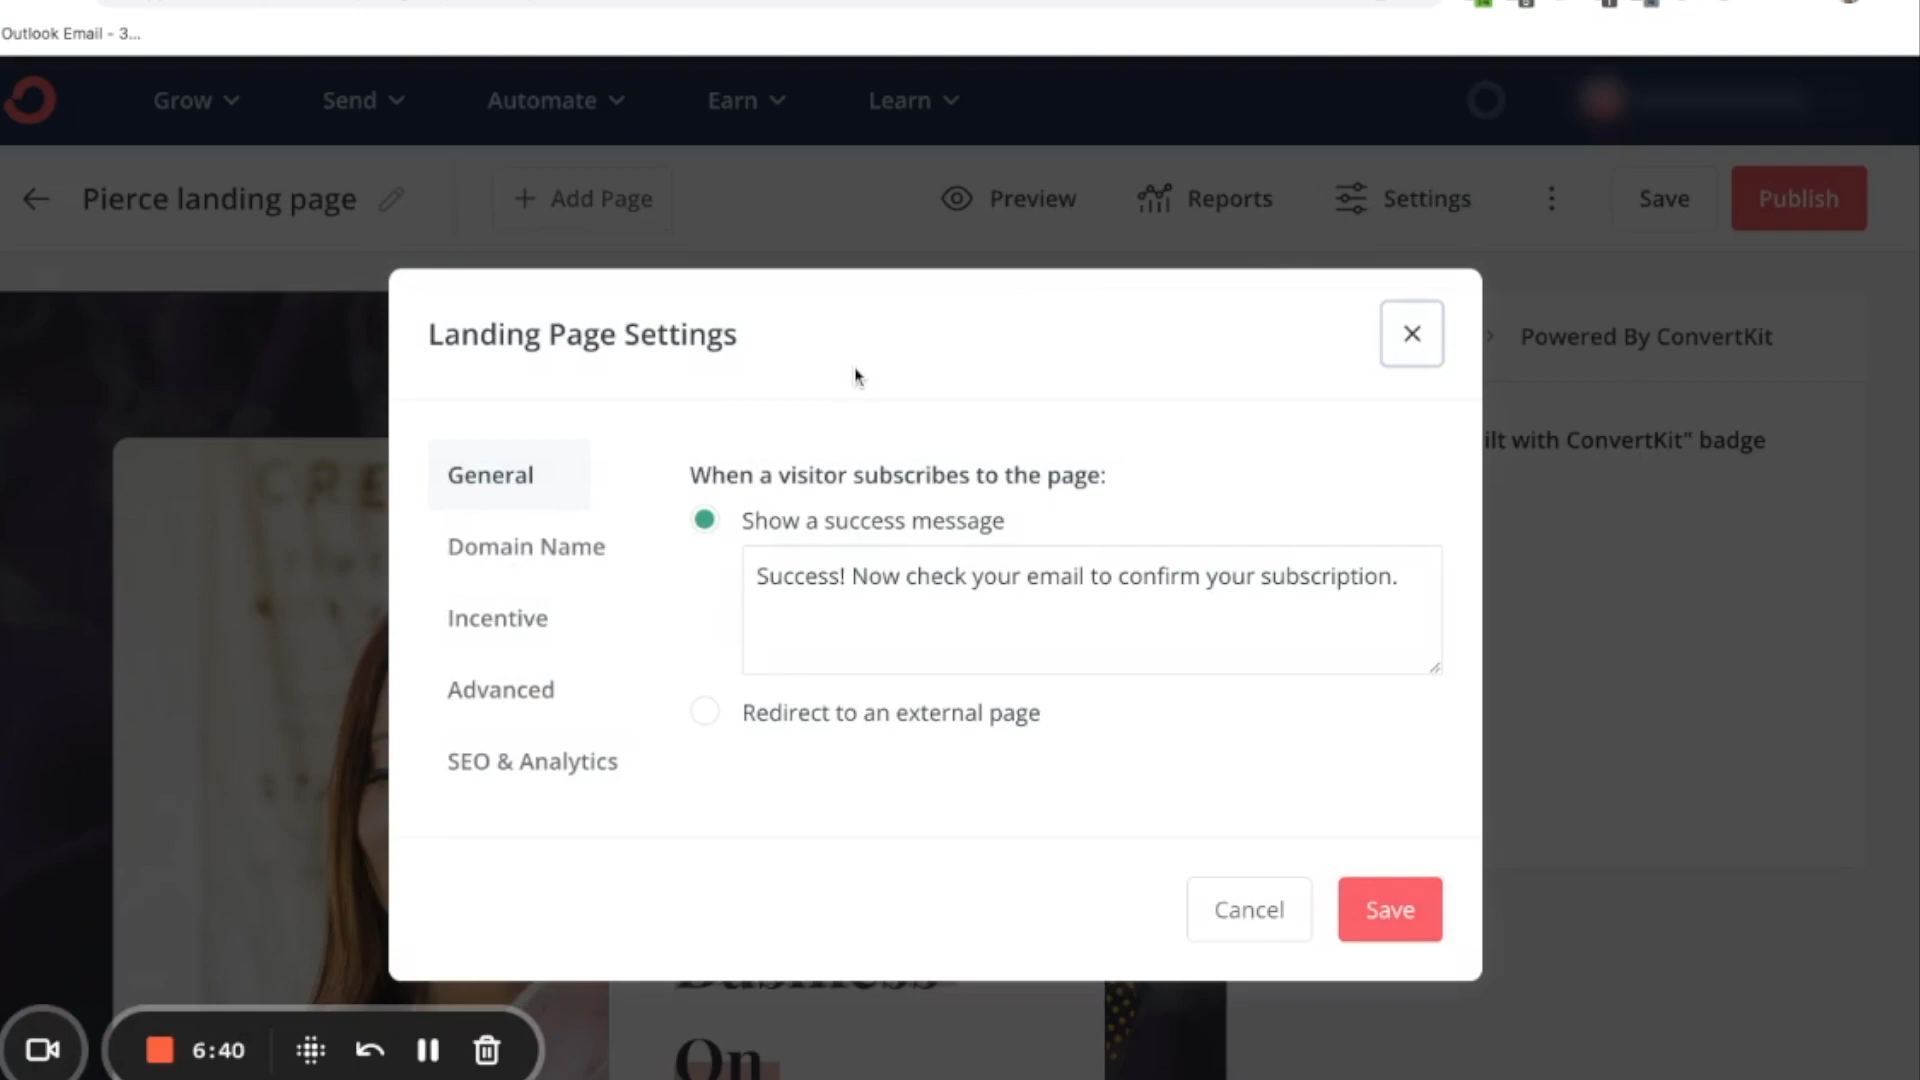 Outlook Email - 3...
Grow
Send
Automate
Earn
Learn
Pierce landing page
+ Add Page
Preview
Reports
Settings
Save
Publish
Landing Page Settings
Powered By ConvertKit
ilt with ConvertKit" badge
General
Domain Name
Incentive
Advanced
SEO & Analytics
When a visitor subscribes to the page:
Show a success message
Success! Now check your email to confirm your subscription.
Redirect to an external page
Cancel
Save
Business
On
6:40